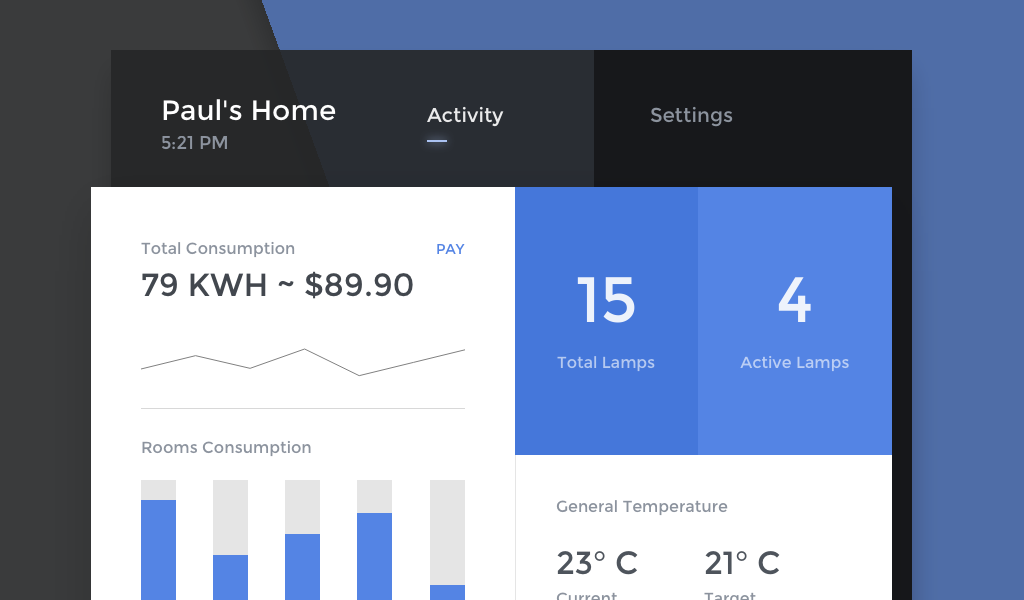 Paul's Home
5:21 PM
Activity
Settings
Total Consumption
PAY
79 KWH ~ $89.90
15
Total Lamps
4
Active Lamps
Rooms Consumption
General Temperature
23° C
21° C
Current
Target